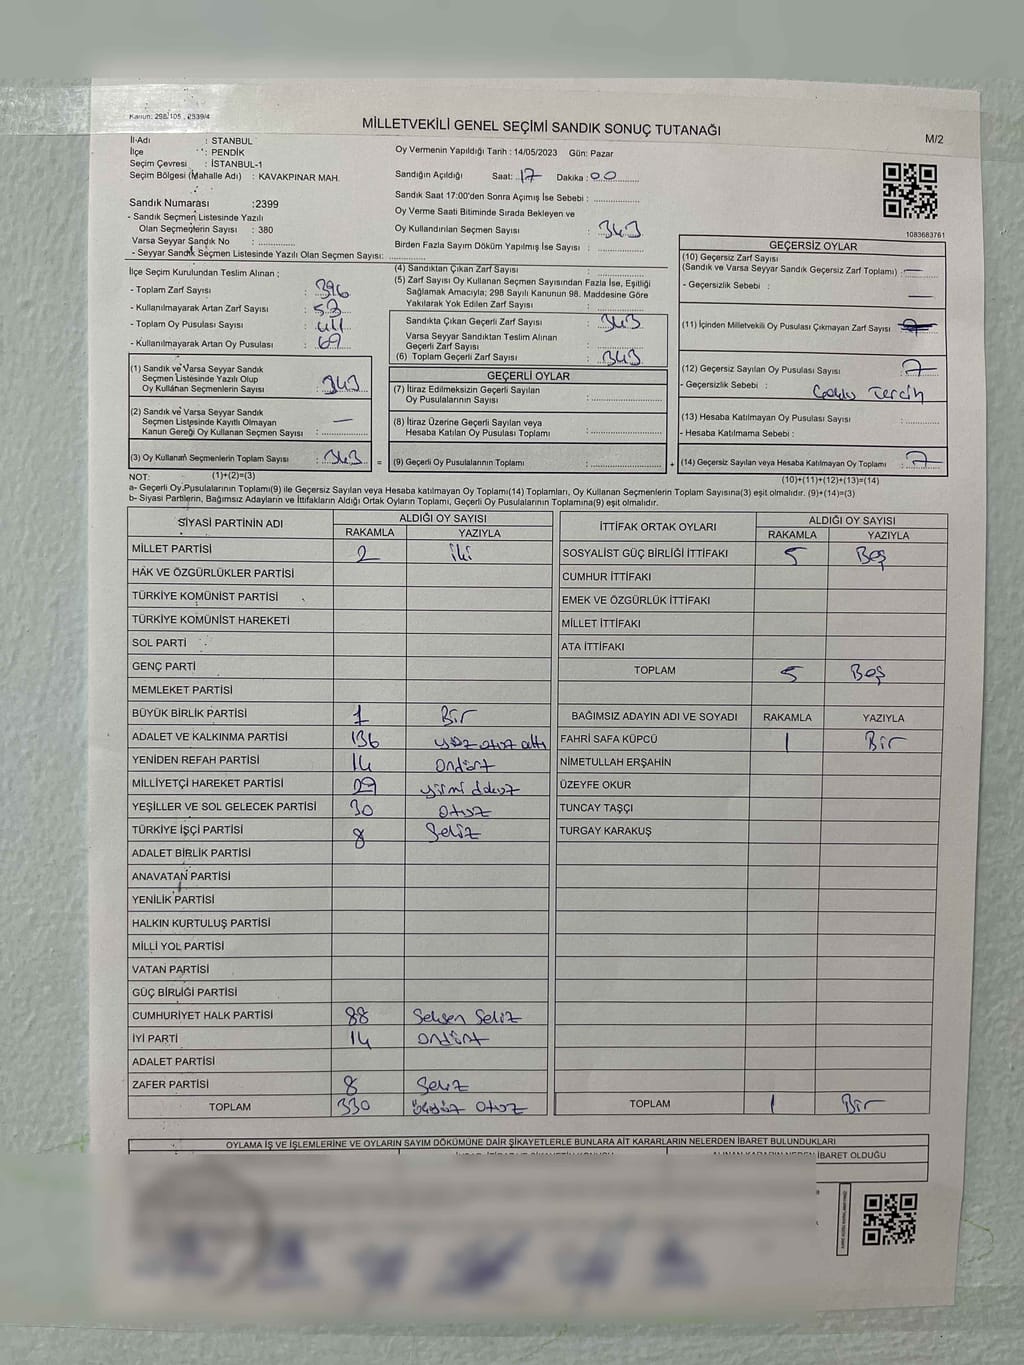 Kanun: 298/105 , 2839/4
MİLLETVEKİLİ GENEL SEÇİMİ SANDIK SONUÇ TUTANAĞI
M/2
İl-Adı : STANBUL
İlçe : PENDİK
Seçim Çevresi : İSTANBUL-1
Seçim Bölgesi (Mahalle Adı) : KAVAKPINAR MAH.
Oy Vermenin Yapıldığı Tarih : 14/05/2023 Gün: Pazar
Sandığın Açıldığı Saat: 17 Dakika : 00
Sandık Saat 17:00'den Sonra Açılmış İse Sebebi :
Sandık Numarası :2399
- Sandık Seçmen Listesinde Yazılı
Olan Seçmenlerin Sayısı : 380
Varsa Seyyar Sandık No :
- Seyyar Sandık Seçmen Listesinde Yazılı Olan Seçmen Sayısı:
Oy Verme Saati Bitiminde Sırada Bekleyen ve
Oy Kullandırılan Seçmen Sayısı : 343
Birden Fazla Sayım Döküm Yapılmış İse Sayısı :
1083683761
İlçe Seçim Kurulundan Teslim Alınan ;
- Toplam Zarf Sayısı : 396
- Kullanılmayarak Artan Zarf Sayısı : 53
- Toplam Oy Pusulası Sayısı : 411
- Kullanılmayarak Artan Oy Pusulası : 69
(4) Sandıktan Çıkan Zarf Sayısı :
(5) Zarf Sayısı Oy Kullanan Seçmen Sayısından Fazla İse, Eşitliği
Sağlamak Amacıyla; 298 Sayılı Kanunun 98. Maddesine Göre
Yakılarak Yok Edilen Zarf Sayısı :
Sandıkta Çıkan Geçerli Zarf Sayısı : 343
Varsa Seyyar Sandıktan Teslim Alınan
Geçerli Zarf Sayısı :
(6) Toplam Geçerli Zarf Sayısı : 343
GEÇERSİZ OYLAR
(10) Geçersiz Zarf Sayısı
(Sandık ve Varsa Seyyar Sandık Geçersiz Zarf Toplamı) : —
- Geçersizlik Sebebi : —
(11) İçinden Milletvekili Oy Pusulası Çıkmayan Zarf Sayısı :
(12) Geçersiz Sayılan Oy Pusulası Sayısı : 7
- Geçersizlik Sebebi : Çoklu Tercih
(13) Hesaba Katılmayan Oy Pusulası Sayısı :
- Hesaba Katılmama Sebebi :
(14) Geçersiz Sayılan veya Hesaba Katılmayan Oy Toplamı : 7
(10)+(11)+(12)+(13)=(14)
(1) Sandık ve Varsa Seyyar Sandık
Seçmen Listesinde Yazılı Olup
Oy Kullanan Seçmenlerin Sayısı : 343
(2) Sandık ve Varsa Seyyar Sandık
Seçmen Listesinde Kayıtlı Olmayan
Kanun Gereği Oy Kullanan Seçmen Sayısı : —
(3) Oy Kullanan Seçmenlerin Toplam Sayısı : 343 =
(1)+(2)=(3)
GEÇERLİ OYLAR
(7) İtiraz Edilmeksizin Geçerli Sayılan
Oy Pusulalarının Sayısı :
(8) İtiraz Üzerine Geçerli Sayılan veya
Hesaba Katılan Oy Pusulası Toplamı :
(9) Geçerli Oy Pusulalarının Toplamı : +
NOT:
a- Geçerli Oy Pusulalarının Toplamı(9) ile Geçersiz Sayılan veya Hesaba katılmayan Oy Toplamı(14) Toplamları, Oy Kullanan Seçmenlerin Toplam Sayısına(3) eşit olmalıdır. (9)+(14)=(3)
b- Siyasi Partilerin, Bağımsız Adayların ve İttifakların Aldığı Ortak Oyların Toplamı, Geçerli Oy Pusulalarının Toplamına(9) eşit olmalıdır.
SİYASİ PARTİNİN ADI ALDIĞI OY SAYISI
RAKAMLA YAZIYLA
MİLLET PARTİSİ 2 iki
HAK VE ÖZGÜRLÜKLER PARTİSİ
TÜRKİYE KOMÜNİST PARTİSİ
TÜRKİYE KOMÜNİST HAREKETİ
SOL PARTİ
GENÇ PARTİ
MEMLEKET PARTİSİ
BÜYÜK BİRLİK PARTİSİ 1 Bir
ADALET VE KALKINMA PARTİSİ 136 yüz otuz altı
YENİDEN REFAH PARTİSİ 14 ondört
MİLLİYETÇİ HAREKET PARTİSİ 29 yirmi dokuz
YEŞİLLER VE SOL GELECEK PARTİSİ 30 otuz
TÜRKİYE İŞÇİ PARTİSİ 8 Sekiz
ADALET BİRLİK PARTİSİ
ANAVATAN PARTİSİ
YENİLİK PARTİSİ
HALKIN KURTULUŞ PARTİSİ
MİLLİ YOL PARTİSİ
VATAN PARTİSİ
GÜÇ BİRLİĞİ PARTİSİ
CUMHURİYET HALK PARTİSİ 88 Seksen Sekiz
İYİ PARTİ 14 ondört
ADALET PARTİSİ
ZAFER PARTİSİ 8 Sekiz
TOPLAM 330 üçyüz otuz
İTTİFAK ORTAK OYLARI ALDIĞI OY SAYISI
RAKAMLA YAZIYLA
SOSYALİST GÜÇ BİRLİĞİ İTTİFAKI 5 Beş
CUMHUR İTTİFAKI
EMEK VE ÖZGÜRLÜK İTTİFAKI
MİLLET İTTİFAKI
ATA İTTİFAKI
TOPLAM 5 Beş
BAĞIMSIZ ADAYIN ADI VE SOYADI RAKAMLA YAZIYLA
FAHRİ SAFA KÜPCÜ 1 Bir
NİMETULLAH ERŞAHİN
ÜZEYFE OKUR
TUNCAY TAŞÇI
TURGAY KARAKUŞ
TOPLAM 1 Bir
OYLAMA İŞ VE İŞLEMLERİNE VE OYLARIN SAYIM DÖKÜMÜNE DAİR ŞİKAYETLERLE BUNLARA AİT KARARLARIN NELERDEN İBARET BULUNDUKLARI
İBARET OLDUĞU